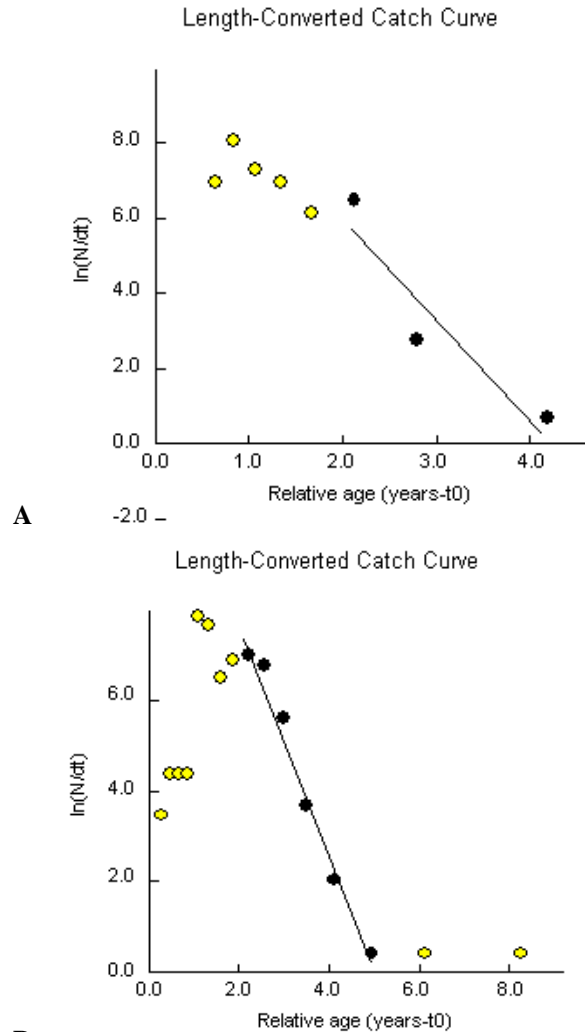 Length-Converted Catch Curve
8.0
6.0
4.0
2.0
0.0
-2.0
ln(N/dt)
0.0 1.0 2.0 3.0 4.0
Relative age (years-t0)
A
Length-Converted Catch Curve
6.0
4.0
2.0
0.0
ln(N/dt)
0.0 2.0 4.0 6.0 8.0
Relative age (years-t0)